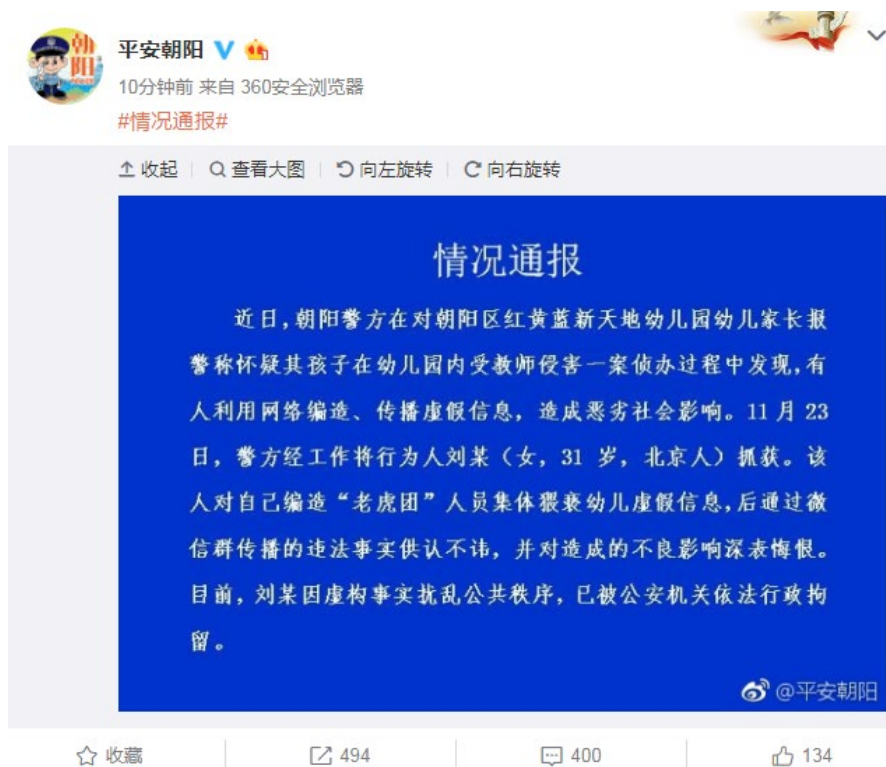 朝
阳
平安朝阳
10分钟前 来自 360安全浏览器
#情况通报#
收起 查看大图 向左旋转 向右旋转
情况通报
近日,朝阳警方在对朝阳区红黄蓝新天地幼儿园幼儿家长报
警称怀疑其孩子在幼儿园内受教师侵害一案侦办过程中发现,有
人利用网络编造、传播虚假信息，造成恶劣社会影响。11 月 23
日，警方经工作将行为人刘某（女，31 岁，北京人）抓获。该
人对自己编造“老虎团”人员集体猥亵幼儿虚假信息,后通过微
信群传播的违法事实供认不讳，并对造成的不良影响深表悔恨。
目前，刘某因虚构事实扰乱公共秩序，已被公安机关依法行政拘
留。
@平安朝阳
收藏 494 400 134